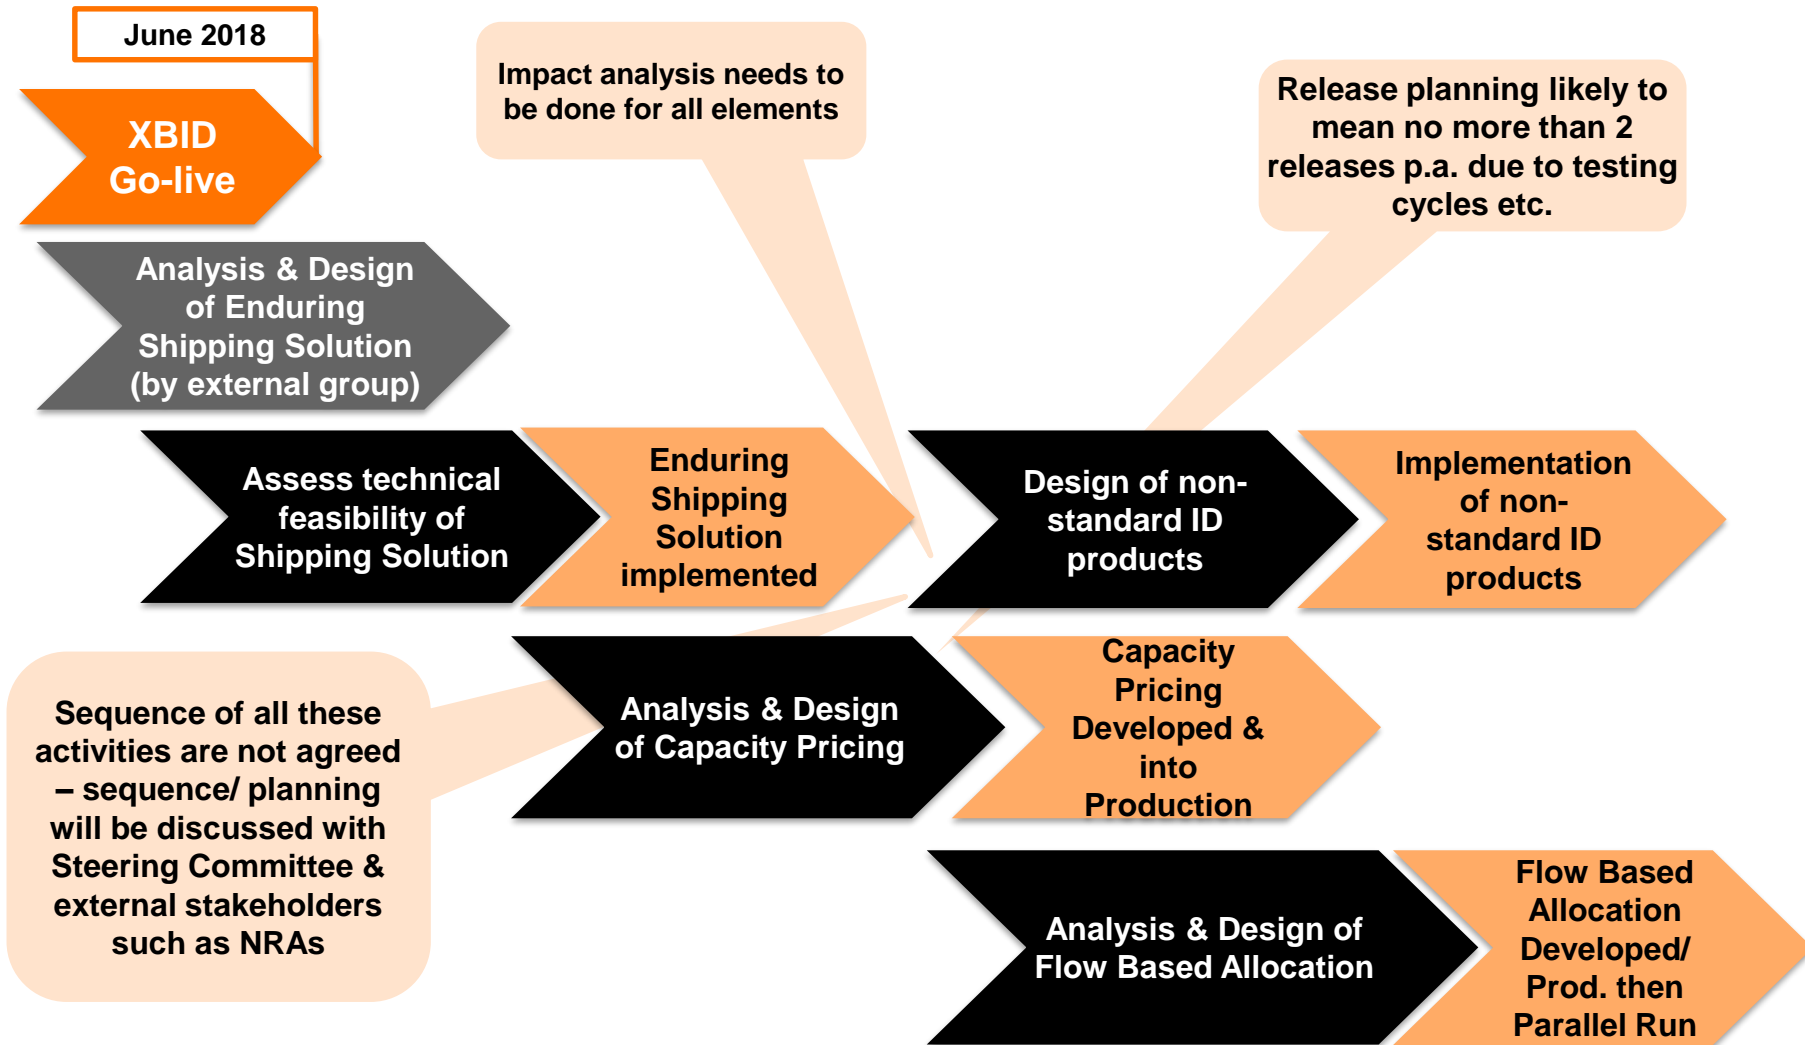 June 2018
XBID
Go-live
Impact analysis needs to
be done for all elements
Release planning likely to
mean no more than 2
releases p.a. due to testing
cycles etc.
Analysis & Design
of Enduring
Shipping Solution
(by external group)
Assess technical
feasibility of
Shipping Solution
Enduring
Shipping
Solution
implemented
Design of non-
standard ID
products
Implementation
of non-
standard ID
products
Sequence of all these
activities are not agreed
– sequence/ planning
will be discussed with
Steering Committee &
external stakeholders
such as NRAs
Analysis & Design
of Capacity Pricing
Capacity
Pricing
Developed &
into
Production
Analysis & Design of
Flow Based Allocation
Flow Based
Allocation
Developed/
Prod. then
Parallel Run